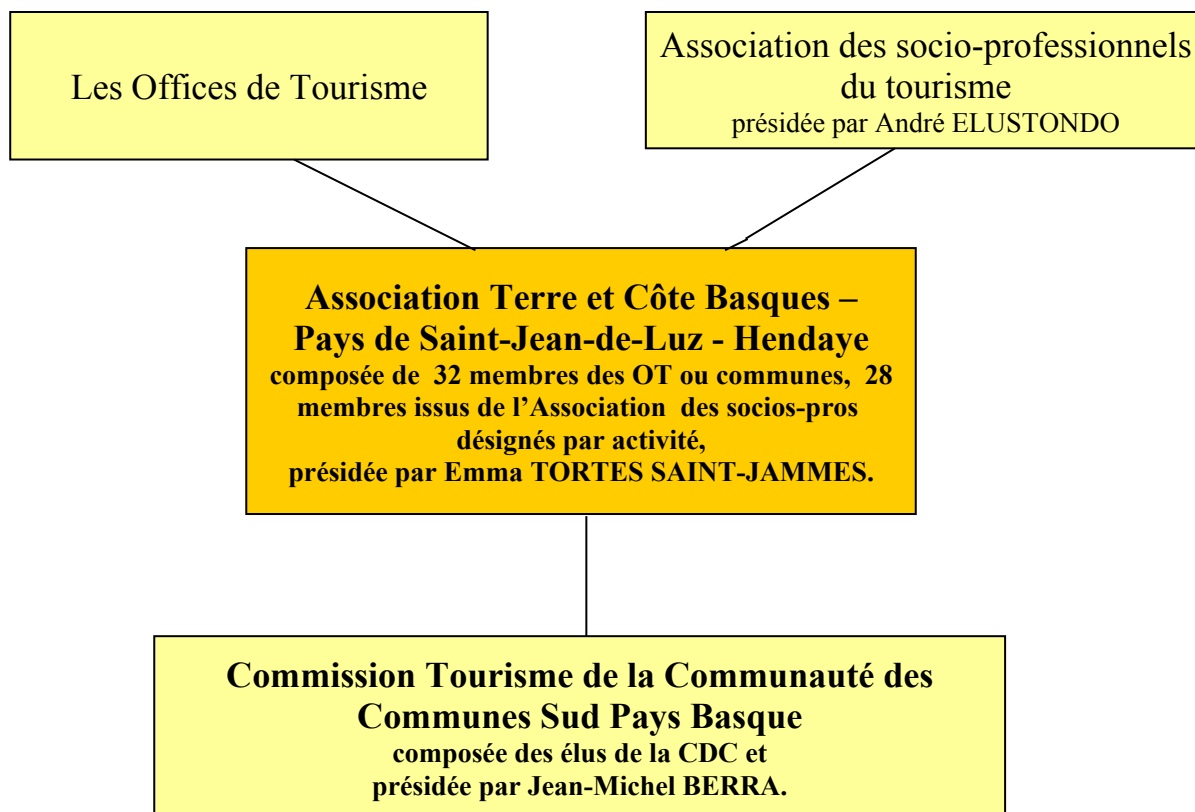 Les Offices de Tourisme
Association des socio-professionnels
du tourisme
présidée par André ELUSTONDO
Association Terre et Côte Basques –
Pays de Saint-Jean-de-Luz - Hendaye
composée de 32 membres des OT ou communes, 28
membres issus de l’Association des socios-pros
désignés par activité,
présidée par Emma TORTES SAINT-JAMMES.
Commission Tourisme de la Communauté des
Communes Sud Pays Basque
composée des élus de la CDC et
présidée par Jean-Michel BERRA.